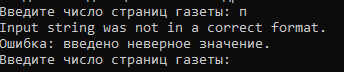 Введите число страниц газеты: п
Input string was not in a correct format.
Ошибка: введено неверное значение.
Введите число страниц газеты: